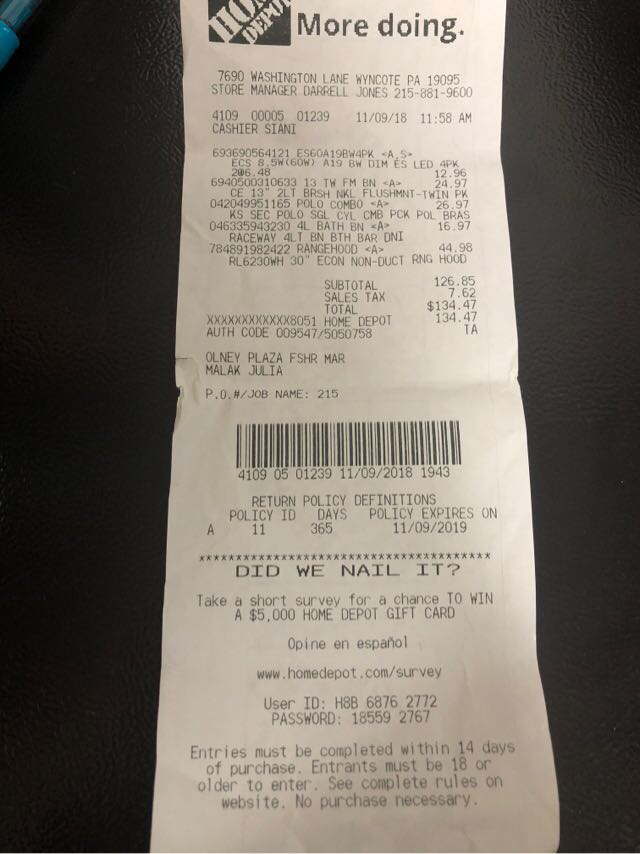 HOME
DEPOT
More doing.
7690 WASHINGTON LANE WYNCOTE PA 19095
STORE MANAGER DARRELL JONES 215-881-9600
4109 00005 01239 11/09/18 11:58 AM
CASHIER SIANI
693690564121 ES60A19BW4PK <A,S>
ECS 8.5W(60W) A19 BW DIM ES LED 4PK
2@6.48 12.96
6940500310633 13 TW FM BN <A> 24.97
CE 13" 2LT BRSH NKL FLUSHMNT-TWIN PK
042049951165 POLO COMBO <A> 26.97
KS SEC POLO SGL CYL CMB PCK POL BRAS
046335943230 4L BATH BN <A> 16.97
RACEWAY 4LT BN BTH BAR DNI
784891982422 RANGEHOOD <A> 44.98
RL6230WH 30" ECON NON-DUCT RNG HOOD
SUBTOTAL 126.85
SALES TAX 7.62
TOTAL $134.47
XXXXXXXXXXXX8051 HOME DEPOT 134.47
AUTH CODE 009547/5050758 TA
OLNEY PLAZA FSHR MAR
MALAK JULIA
P.O.#/JOB NAME: 215
4109 05 01239 11/09/2018 1943
RETURN POLICY DEFINITIONS
POLICY ID DAYS POLICY EXPIRES ON
A 11 365 11/09/2019
****************************************
DID WE NAIL IT?
Take a short survey for a chance TO WIN
A $5,000 HOME DEPOT GIFT CARD
Opine en español
www.homedepot.com/survey
User ID: H8B 6876 2772
PASSWORD: 18559 2767
Entries must be completed within 14 days
of purchase. Entrants must be 18 or
older to enter. See complete rules on
website. No purchase necessary.